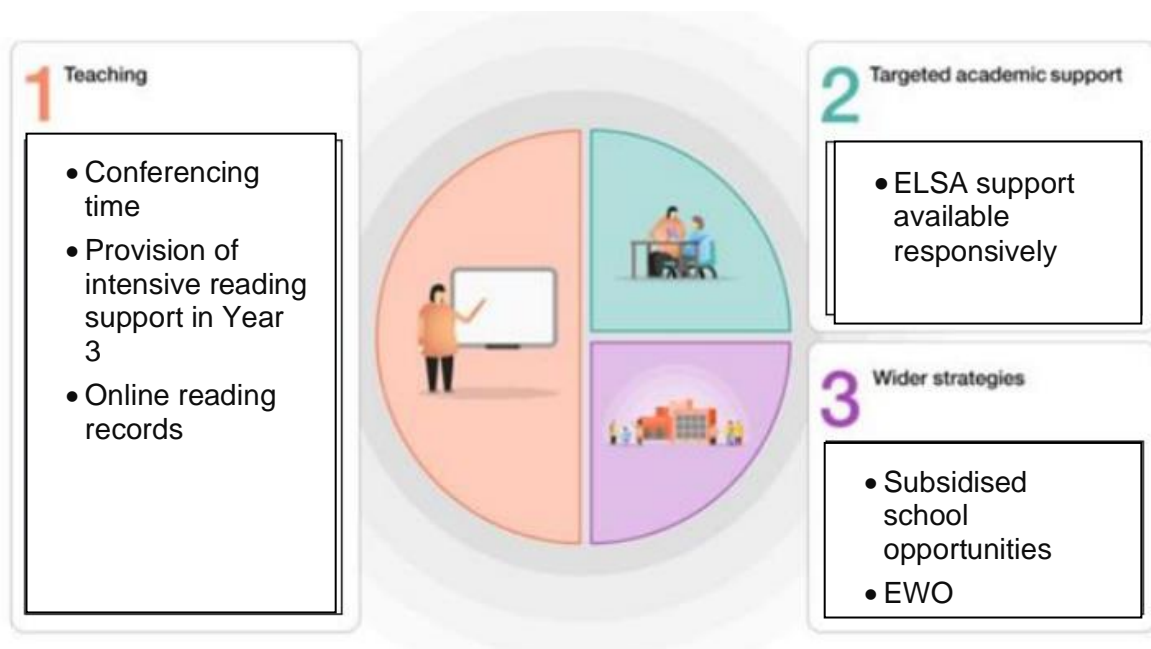 1 Teaching
• Conferencing
time
• Provision of
intensive reading
support in Year
3
• Online reading
records
2 Targeted academic support
• ELSA support
available
responsively
3 Wider strategies
• Subsidised
school
opportunities
• EWO